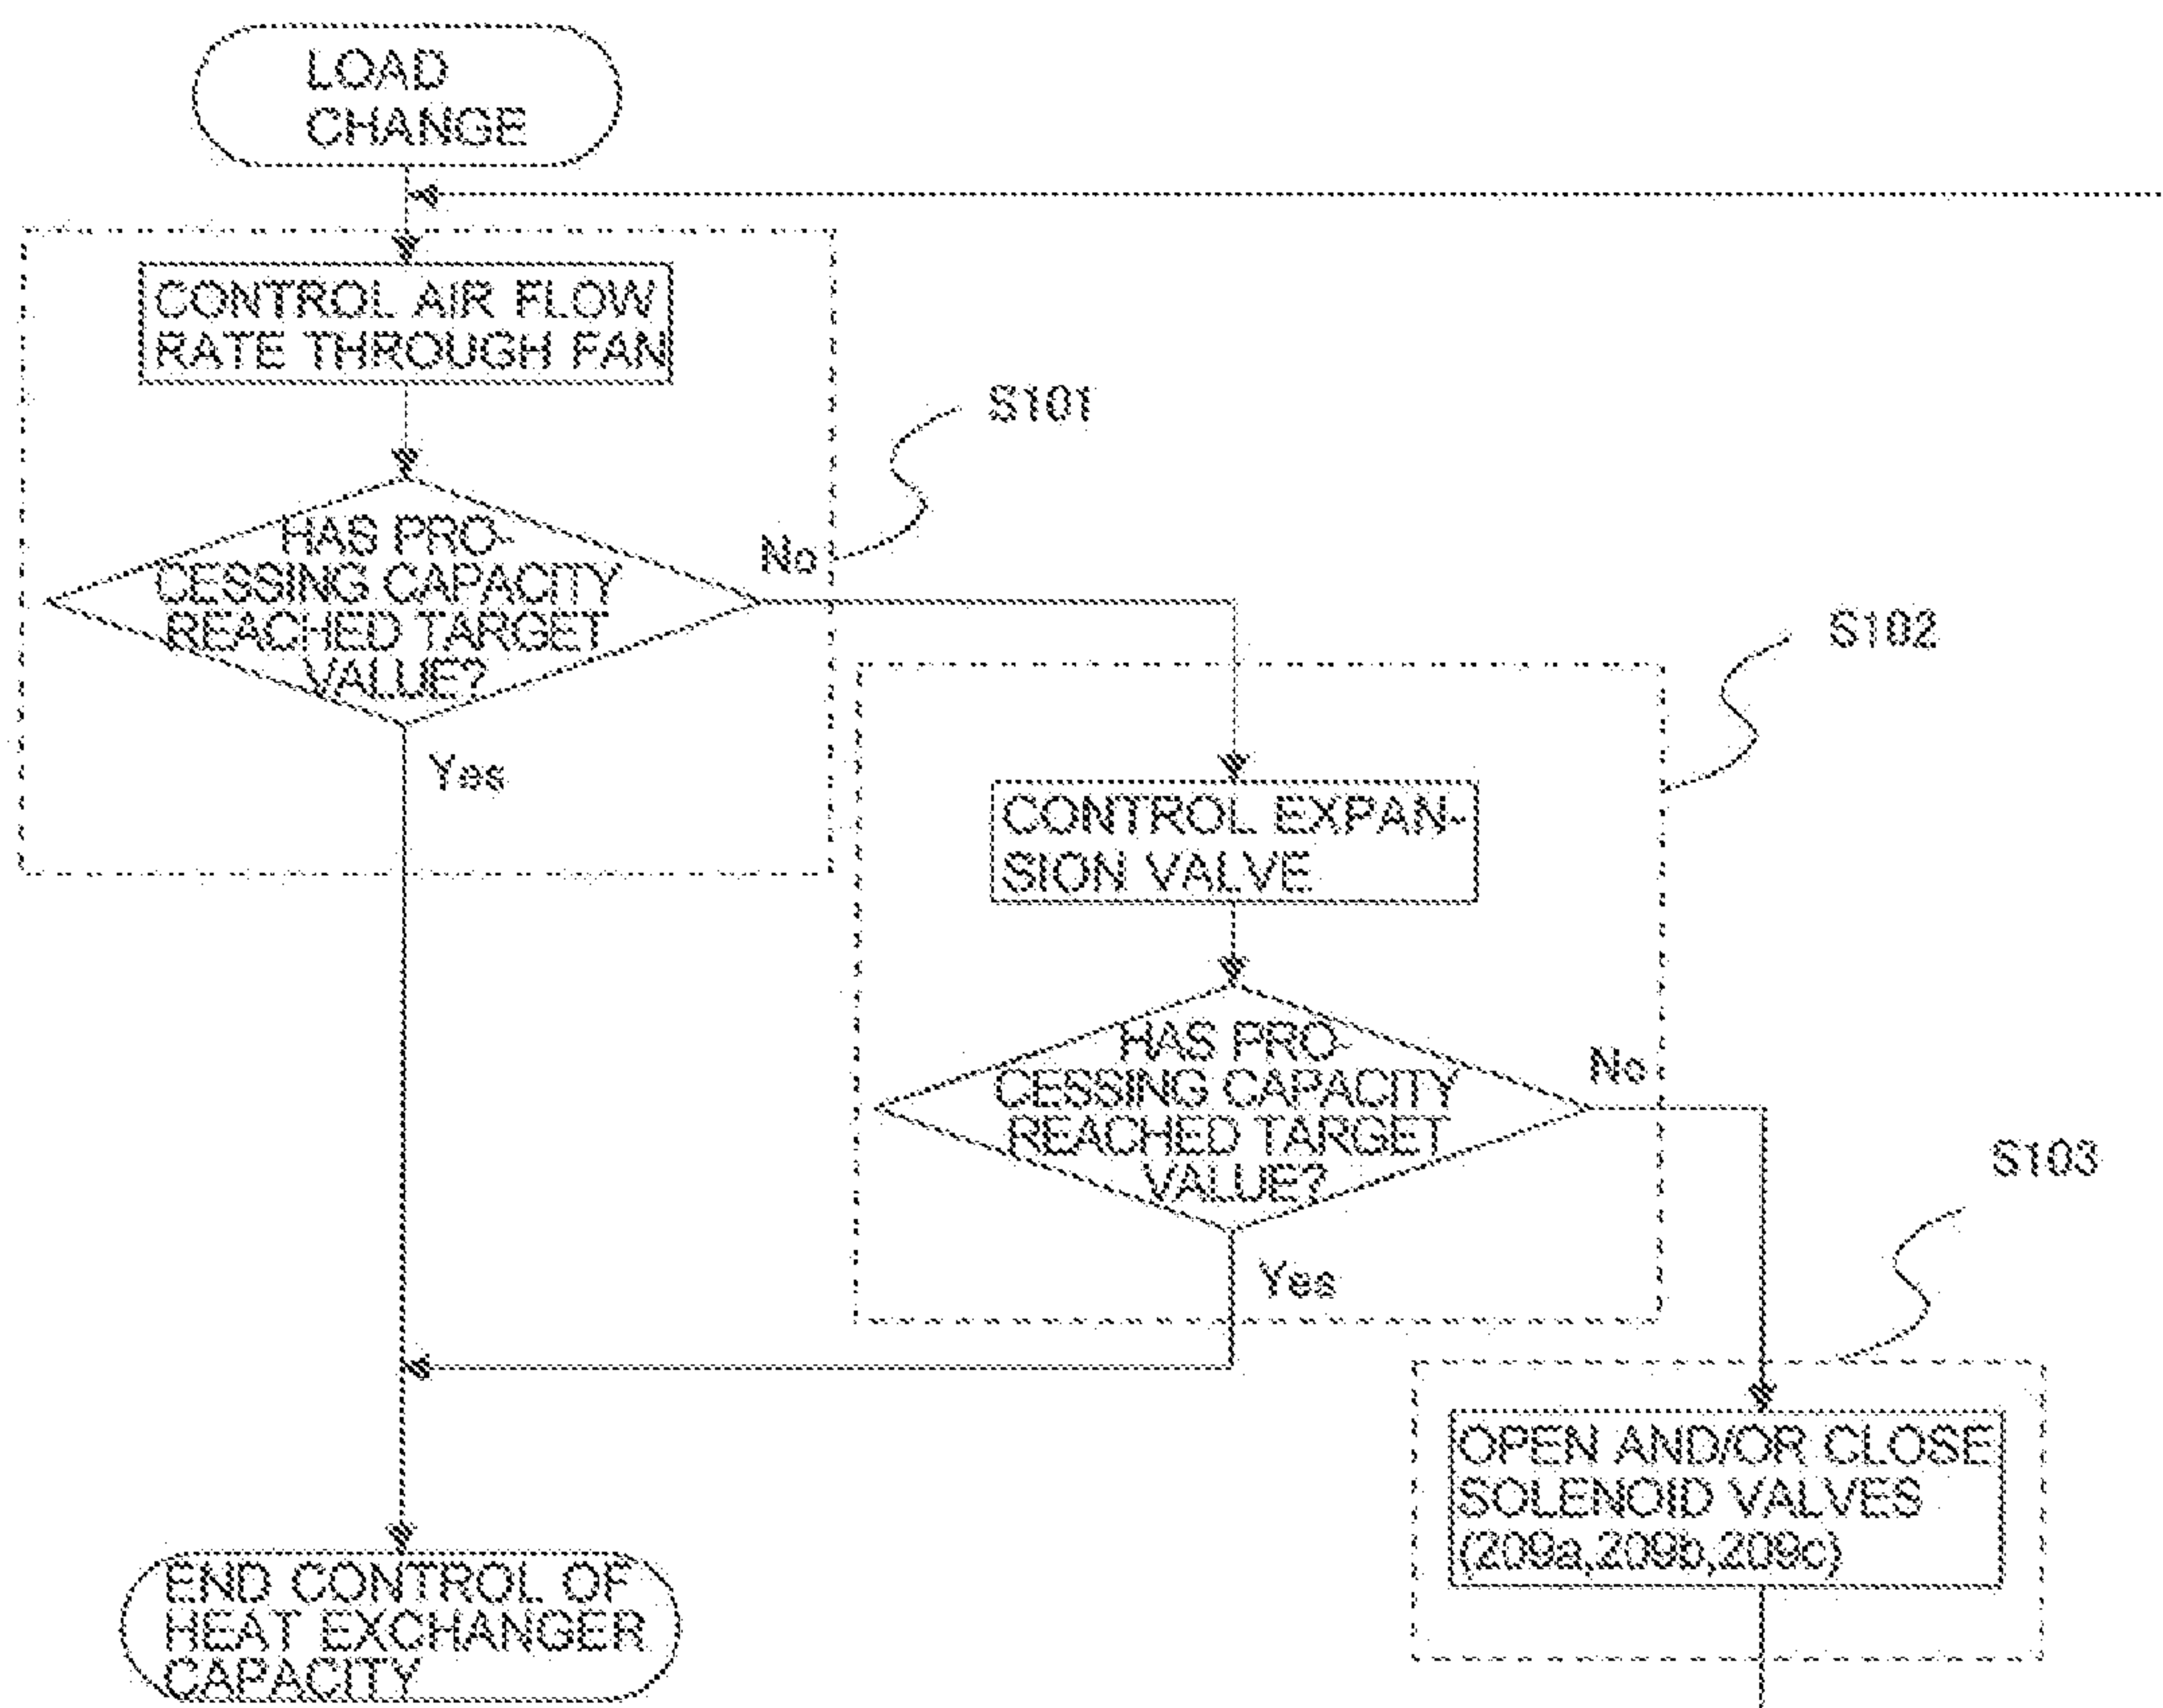 LOAD
CHANGE
CONTROL AIR FLOW
RATE THROUGH FAN
S101
HAS PRO-
CESSING CAPACITY
REACHED TARGET
VALUE?
No
Yes
S102
CONTROL EXPAN-
SION VALVE
HAS PRO-
CESSING CAPACITY
REACHED TARGET
VALUE?
No
Yes
S103
OPEN AND/OR CLOSE
SOLENOID VALVES
(209a,209b,209c)
END CONTROL OF
HEAT EXCHANGER
CAPACITY